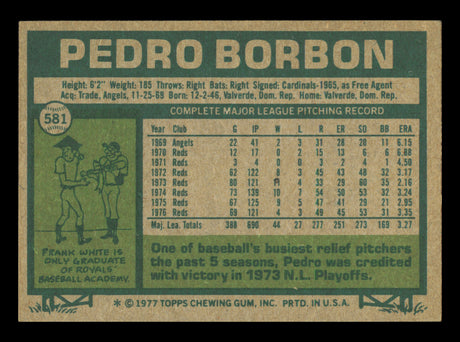 PEDRO BORBON
Height: 6'2" Weight: 185 Throws: Right Bats: Right Signed: Cardinals-1965, as Free Agent
Acq: Trade, Angels, 11-25-69 Born: 12-2-46, Valverde, Dom. Rep. Home: Valverde, Dom. Rep.
581
COMPLETE MAJOR LEAGUE PITCHING RECORD
Year Club G IP W L R ER SO BB ERA
1969 Angels 22 41 2 3 31 28 20 11 6.15
1970 Reds 12 17 0 2 15 13 6 6 6.88
1971 Reds 3 4 0 0 2 4 1 4.50
1972 Reds 62 122 8 3 45 43 48 32 3.17
1973 Reds 80 121 4 33 29 60 35 2.16
1974 Reds 73 139 10 7 54 50 53 32 3.24
1975 Reds 67 125 9 5 47 41 29 21 2.95
1976 Reds 69 121 4 1 49 45 53 31 3.35
Maj. Lea. Totals 388 690 44 27 277 251 273 169 3.27
FRANK WHITE IS
ONLY GRADUATE
OF ROYALS'
BASEBALL ACADEMY.
One of baseball's busiest relief pitchers
the past 5 seasons, Pedro was credited
with victory in 1973 N.L. Playoffs.
* © 1977 TOPPS CHEWING GUM, INC. PRTD. IN U.S.A.